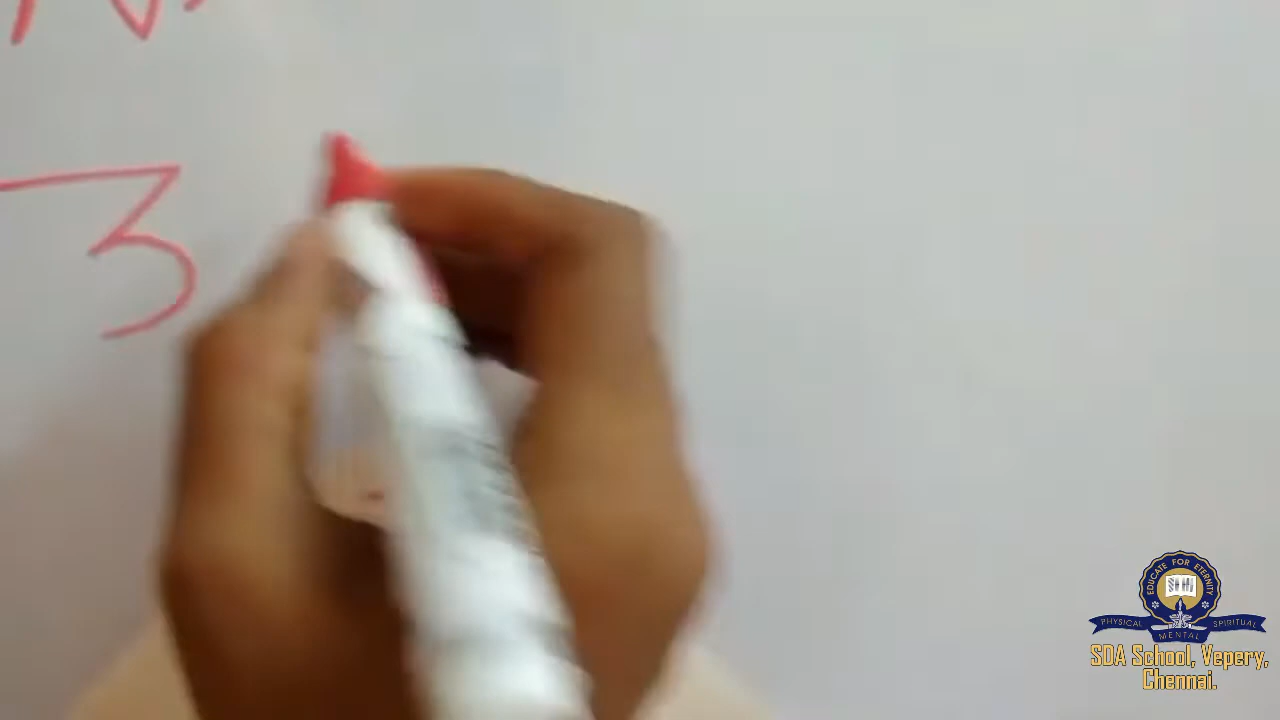 3
EDUCATE FOR ETERNITY
PHYSICAL MENTAL SPIRITUAL
SDA School, Vepery,
Chennai.